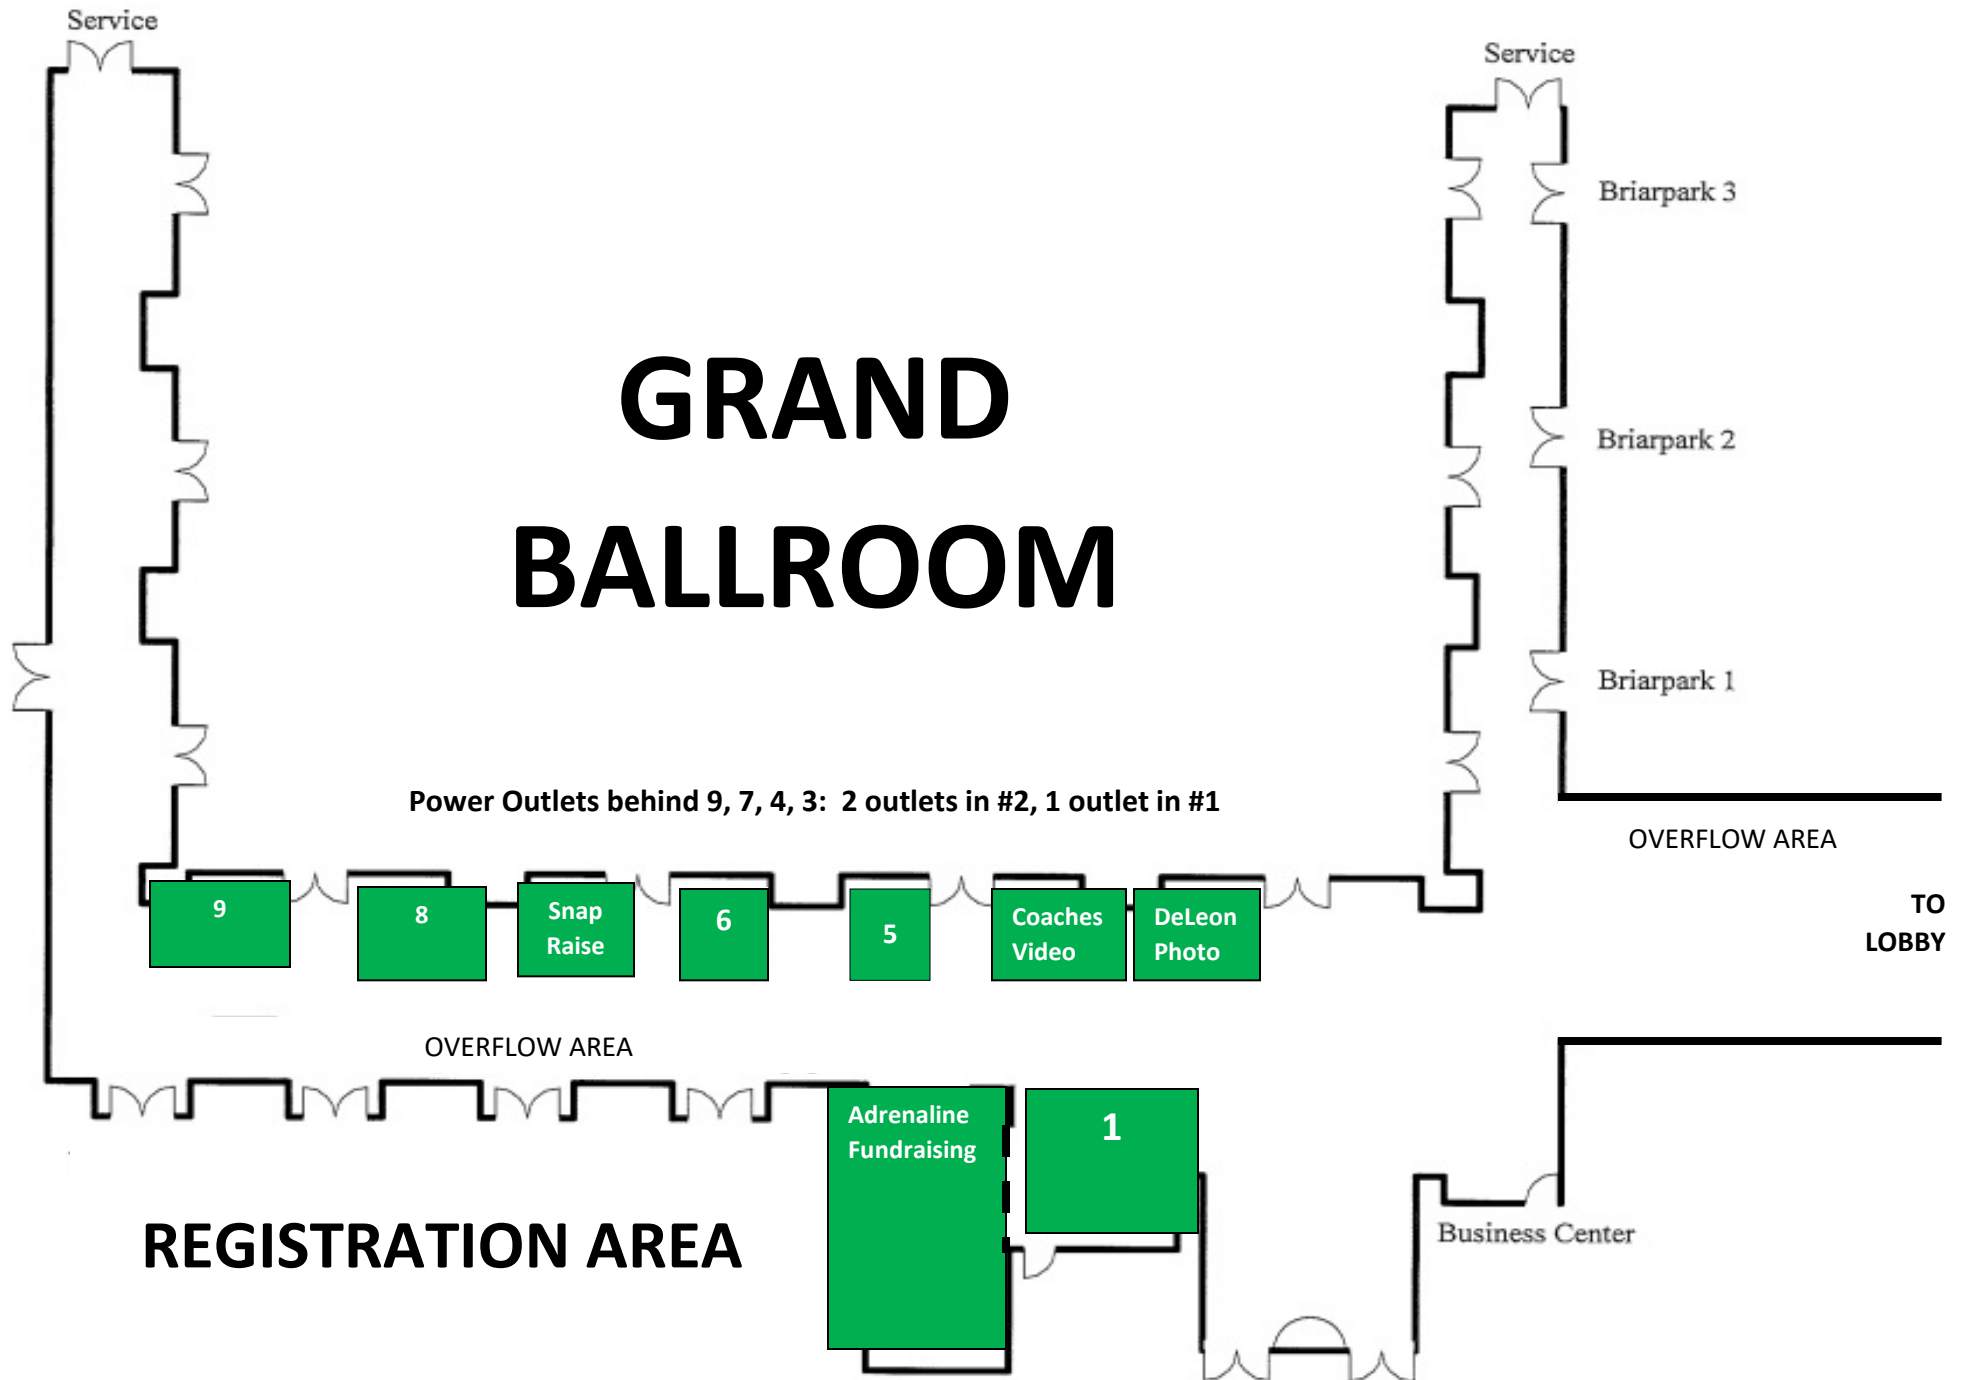 Service
Service
Briarpark 3
GRAND
Briarpark 2
BALLROOM
Briarpark 1
Power Outlets behind 9, 7, 4, 3:  2 outlets in #2, 1 outlet in #1
OVERFLOW AREA
TO
LOBBY
9
8
Snap
Raise
6
5
Coaches
Video
DeLeon
Photo
OVERFLOW AREA
Adrenaline
Fundraising
1
REGISTRATION AREA
Business Center